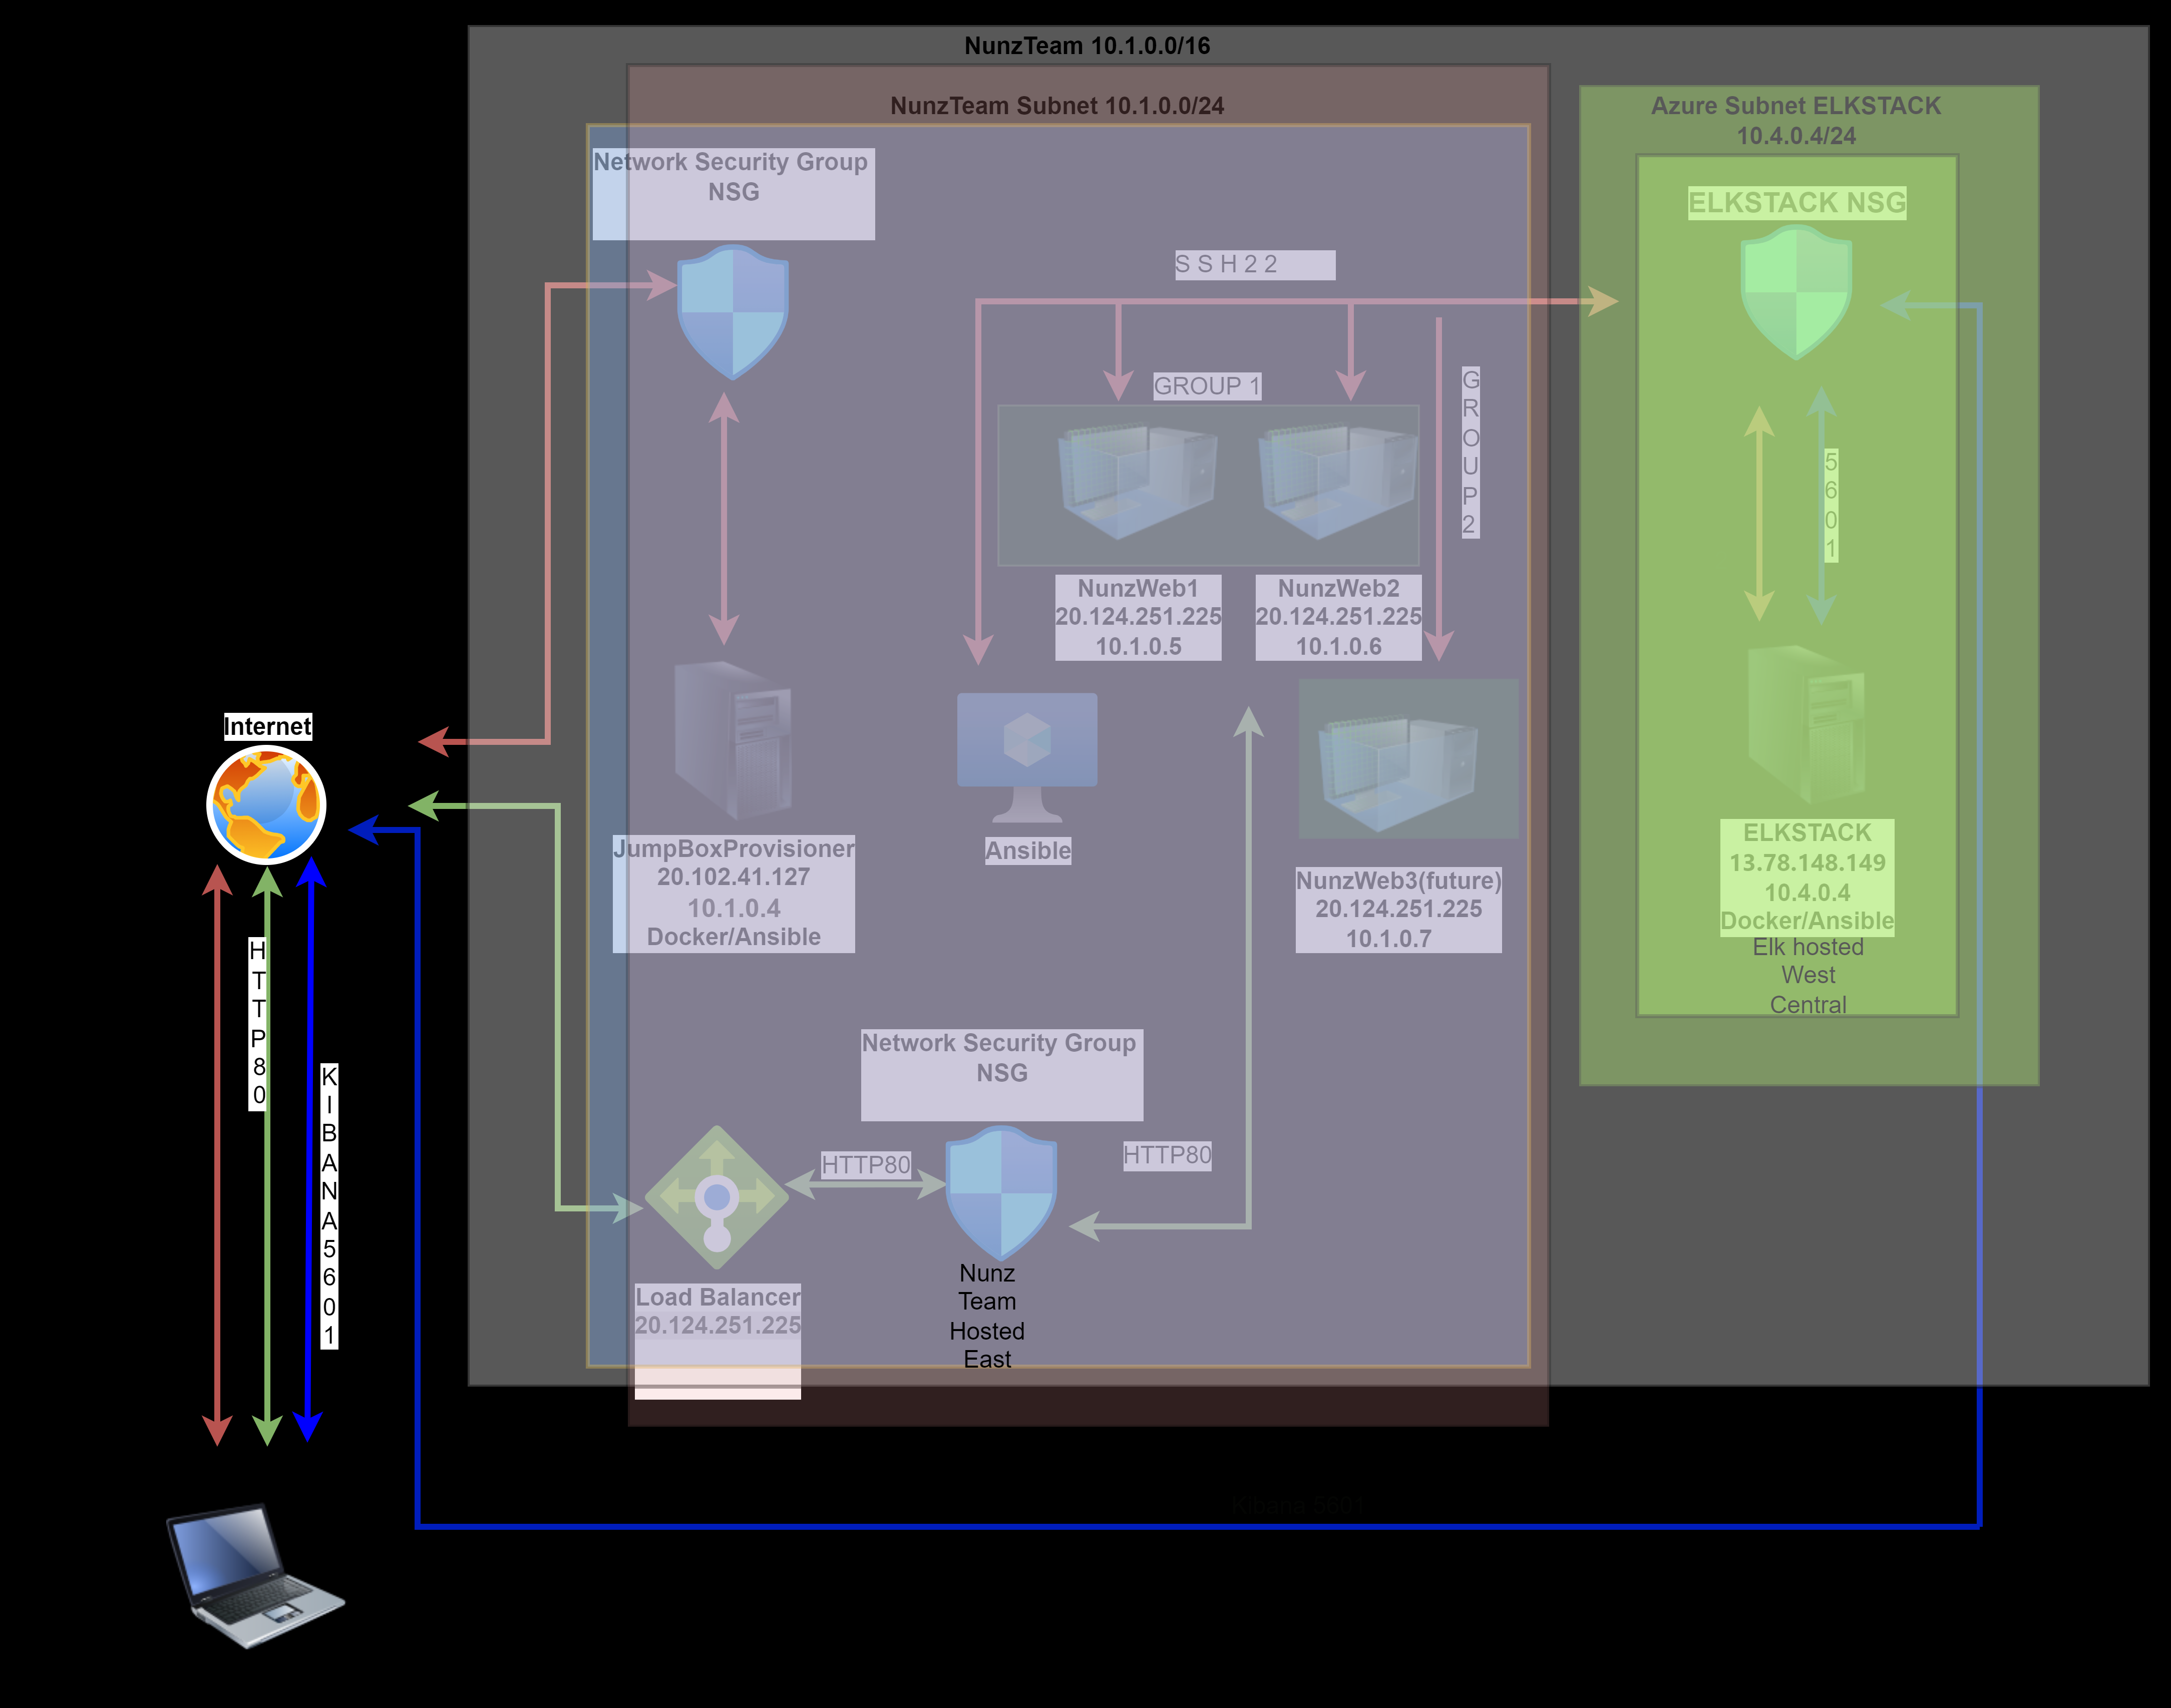 NunzTeam 10.1.0.0/16
NunzTeam Subnet 10.1.0.0/24
Azure Subnet ELKSTACK
10.4.0.4/24
Network Security Group
NSG
ELKSTACK NSG
S S H 2 2
GROUP 1
G
R
O
U
P
2
5
6
0
1
NunzWeb1
20.124.251.225
10.1.0.5
NunzWeb2
20.124.251.225
10.1.0.6
Internet
JumpBoxProvisioner
20.102.41.127
10.1.0.4
Docker/Ansible
Ansible
NunzWeb3(future)
20.124.251.225
10.1.0.7
ELKSTACK
13.78.148.149
10.4.0.4
Docker/Ansible
Elk hosted
West
Central
H
T
T
P
8
0
K
I
B
A
N
A
5
6
0
1
Network Security Group
NSG
HTTP80
HTTP80
Load Balancer
20.124.251.225
Nunz
Team
Hosted
East
Kibana 5601